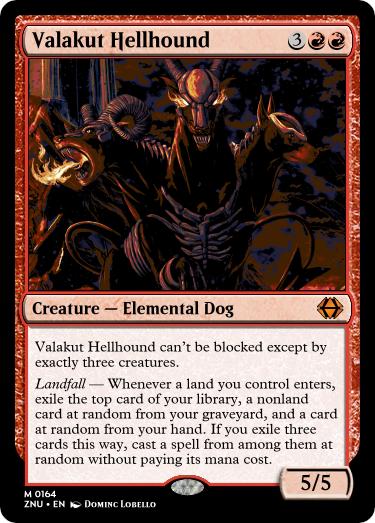 Valakut Hellhound 3
Creature — Elemental Dog
Valakut Hellhound can't be blocked except by
exactly three creatures.
Landfall — Whenever a land you control enters,
exile the top card of your library, a nonland
card at random from your graveyard, and a card
at random from your hand. If you exile three
cards this way, cast a spell from among them at
random without paying its mana cost.
5/5
M 0164
ZNU • EN Dominc Lobello